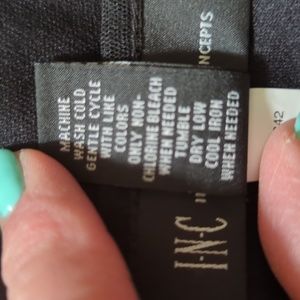 MACHINE
WASH COLD
GENTLE CYCLE
WITH LIKE
COLORS
ONLY NON-
CHLORINE BLEACH
WHEN NEEDED
TUMBLE
DRY LOW
COOL IRON
WHEN NEEDED
I·N·C
NCEPTS
42